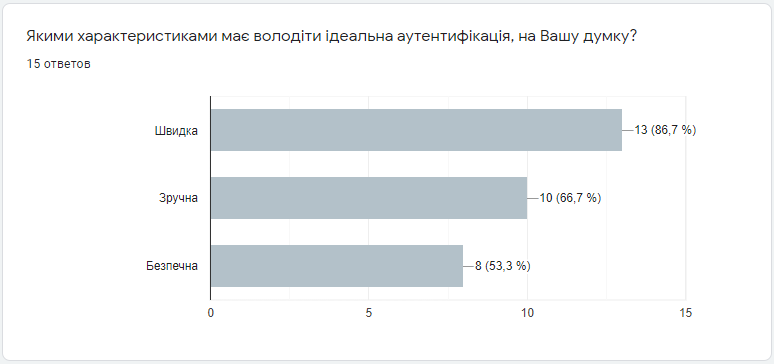 Якими характеристиками має володіти ідеальна аутентифікація, на Вашу думку?
15 ответов
Швидка
13 (86,7 %)
Зручна
10 (66,7 %)
Безпечна
8 (53,3 %)
0 5 10 15